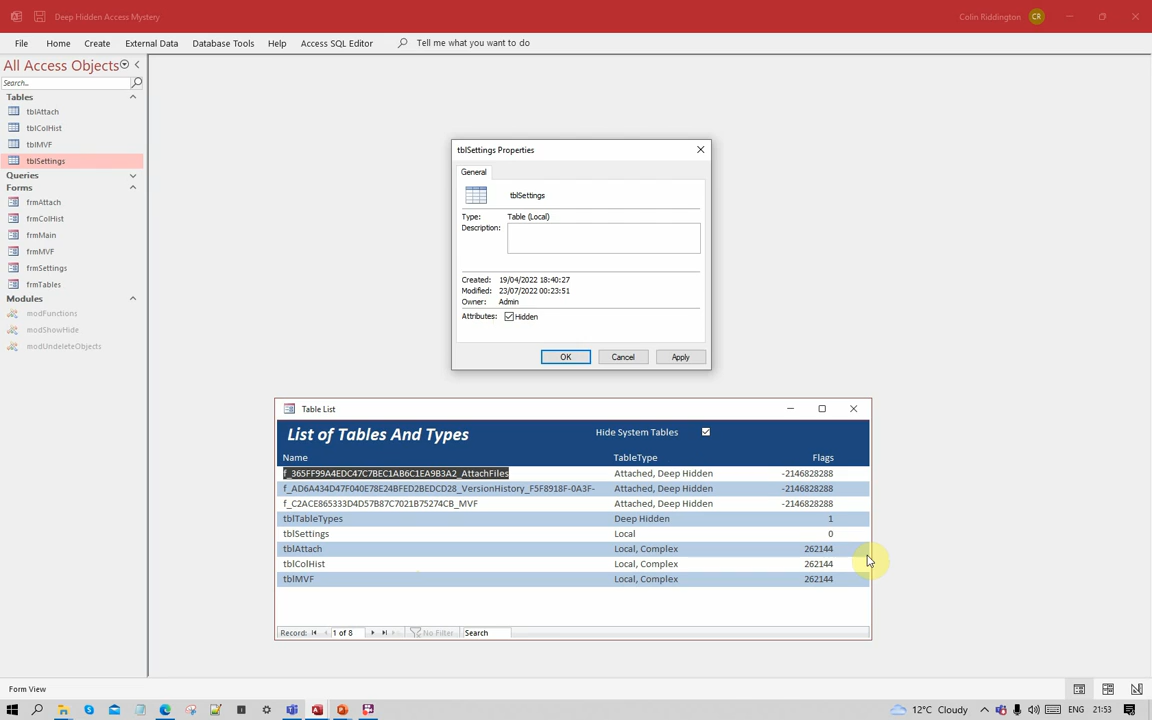 Deep Hidden Access Mystery
Colin Riddington CR
File Home Create External Data Database Tools Help Access SQL Editor Tell me what you want to do
All Access Objects
Search...
Tables
tblAttach
tblColHist
tblMVF
tblSettings
Queries
Forms
frmAttach
frmColHist
frmMain
frmMVF
frmSettings
frmTables
Modules
modFunctions
modShowHide
modUndeleteObjects
tblSettings Properties
General
tblSettings
Type: Table (Local)
Description:
Created: 19/04/2022 18:40:27
Modified: 23/07/2022 00:23:51
Owner: Admin
Attributes: Hidden
OK Cancel Apply
Table List
List of Tables And Types Hide System Tables
Name TableType Flags
f_365FF99A4EDC47C7BEC1AB6C1EA9B3A2_AttachFiles Attached, Deep Hidden -2146828288
f_AD6A434D47F040E78E24BFED2BEDCD28_VersionHistory_F5F8918F-0A3F- Attached, Deep Hidden -2146828288
f_C2ACE865333D4D57B87C7021B75274CB_MVF Attached, Deep Hidden -2146828288
tblTableTypes Deep Hidden 1
tblSettings Local 0
tblAttach Local, Complex 262144
tblColHist Local, Complex 262144
tblMVF Local, Complex 262144
Record: 1 of 8 No Filter Search
Form View
12°C Cloudy ENG 21:53